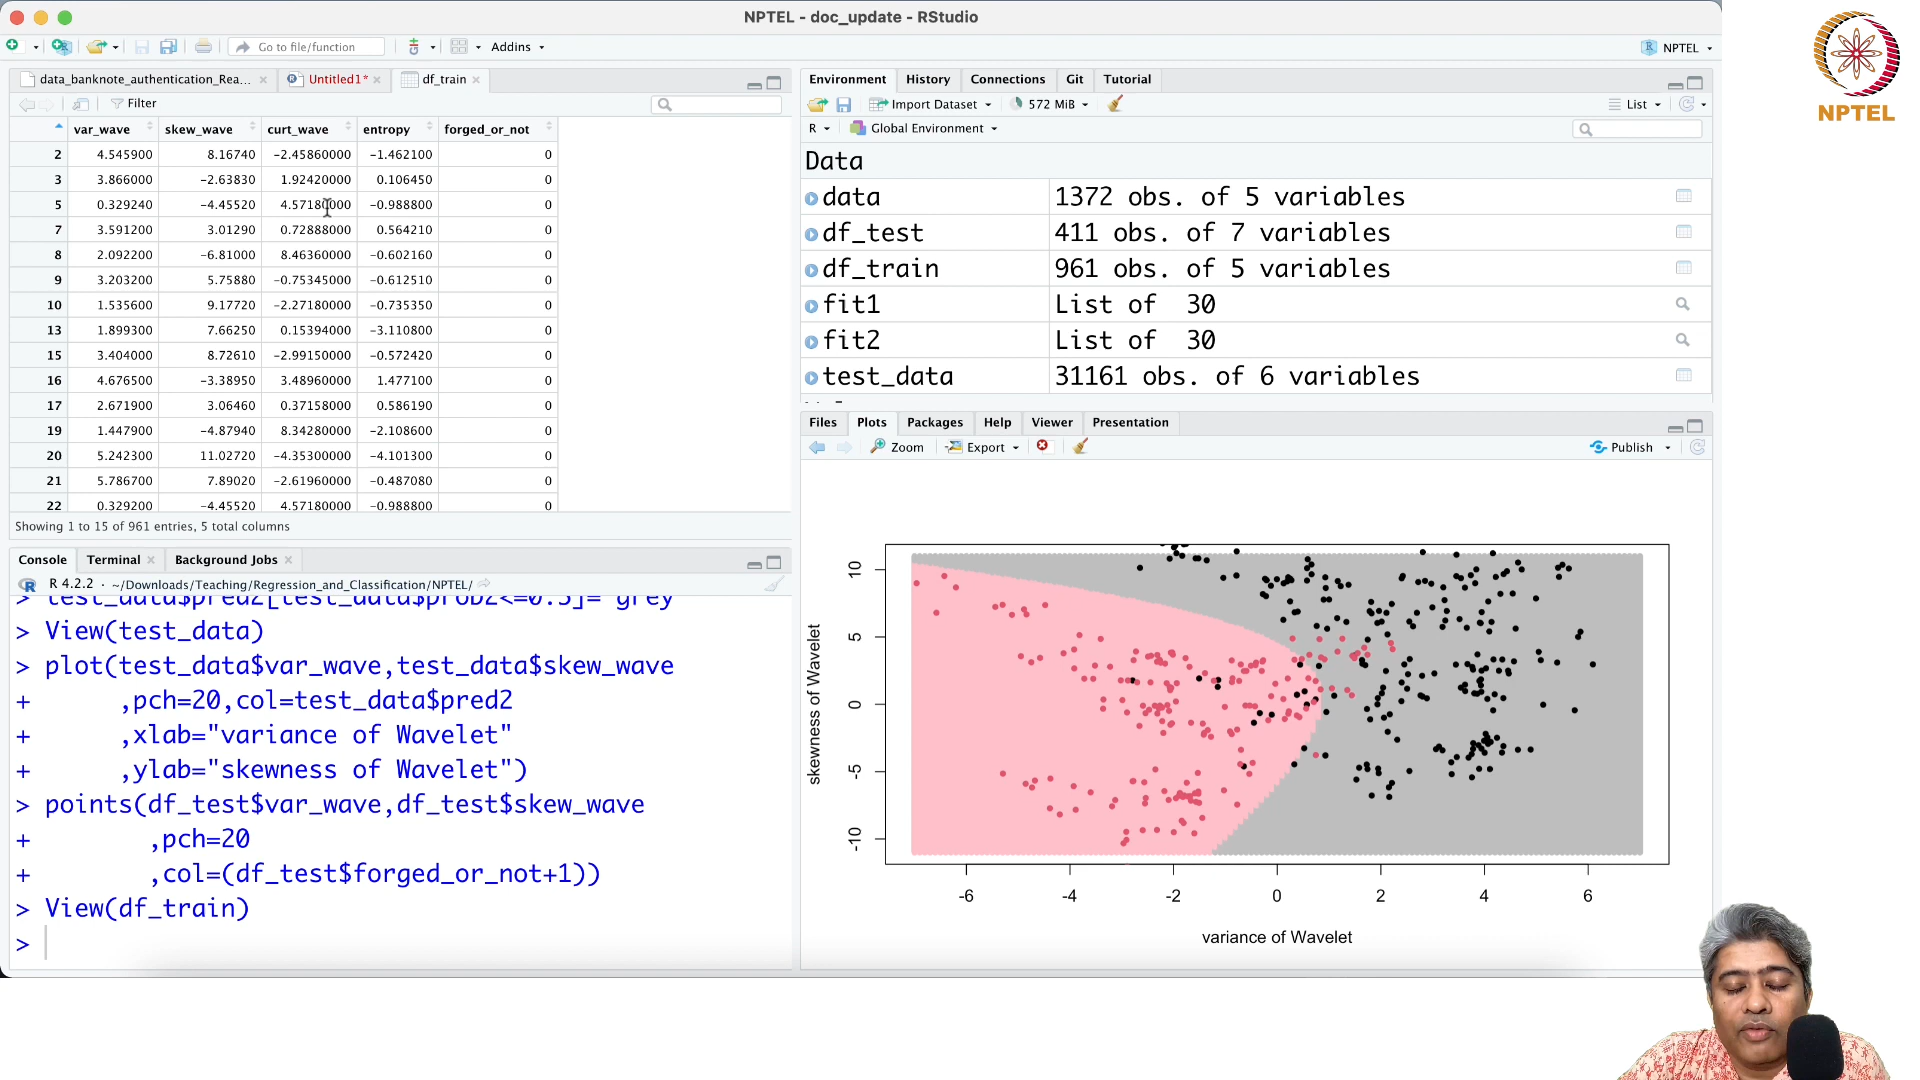 NPTEL - doc_update - RStudio
Go to file/function
Addins
NPTEL
data_banknote_authentication_Rea...
Untitled1*
df_train
Filter
var_wave skew_wave curt_wave entropy forged_or_not
2 4.545900 8.16740 -2.45860000 -1.462100 0
3 3.866000 -2.63830 1.92420000 0.106450 0
5 0.329240 -4.45520 4.57180000 -0.988800 0
7 3.591200 3.01290 0.72888000 0.564210 0
8 2.092200 -6.81000 8.46360000 -0.602160 0
9 3.203200 5.75880 -0.75345000 -0.612510 0
10 1.535600 9.17720 -2.27180000 -0.735350 0
13 1.899300 7.66250 0.15394000 -3.110800 0
15 3.404000 8.72610 -2.99150000 -0.572420 0
16 4.676500 -3.38950 3.48960000 1.477100 0
17 2.671900 3.06460 0.37158000 0.586190 0
19 1.447900 -4.87940 8.34280000 -2.108600 0
20 5.242300 11.02720 -4.35300000 -4.101300 0
21 5.786700 7.89020 -2.61960000 -0.487080 0
22 0.329200 -4.45520 4.57180000 -0.988800 0
Showing 1 to 15 of 961 entries, 5 total columns
Console Terminal Background Jobs
R 4.2.2 · ~/Downloads/Teaching/Regression_and_Classification/NPTEL/
> test_data$pred2[test_data$prob2<=0.5]="grey"
> View(test_data)
> plot(test_data$var_wave,test_data$skew_wave
+ ,pch=20,col=test_data$pred2
+ ,xlab="variance of Wavelet"
+ ,ylab="skewness of Wavelet")
> points(df_test$var_wave,df_test$skew_wave
+ ,pch=20
+ ,col=(df_test$forged_or_not+1))
> View(df_train)
>
Environment History Connections Git Tutorial
Import Dataset
572 MiB
List
R Global Environment
Data
data 1372 obs. of 5 variables
df_test 411 obs. of 7 variables
df_train 961 obs. of 5 variables
fit1 List of 30
fit2 List of 30
test_data 31161 obs. of 6 variables
Files Plots Packages Help Viewer Presentation
Zoom Export Publish
skewness of Wavelet
10
5
0
-5
-10
-6 -4 -2 0 2 4 6
variance of Wavelet
NPTEL